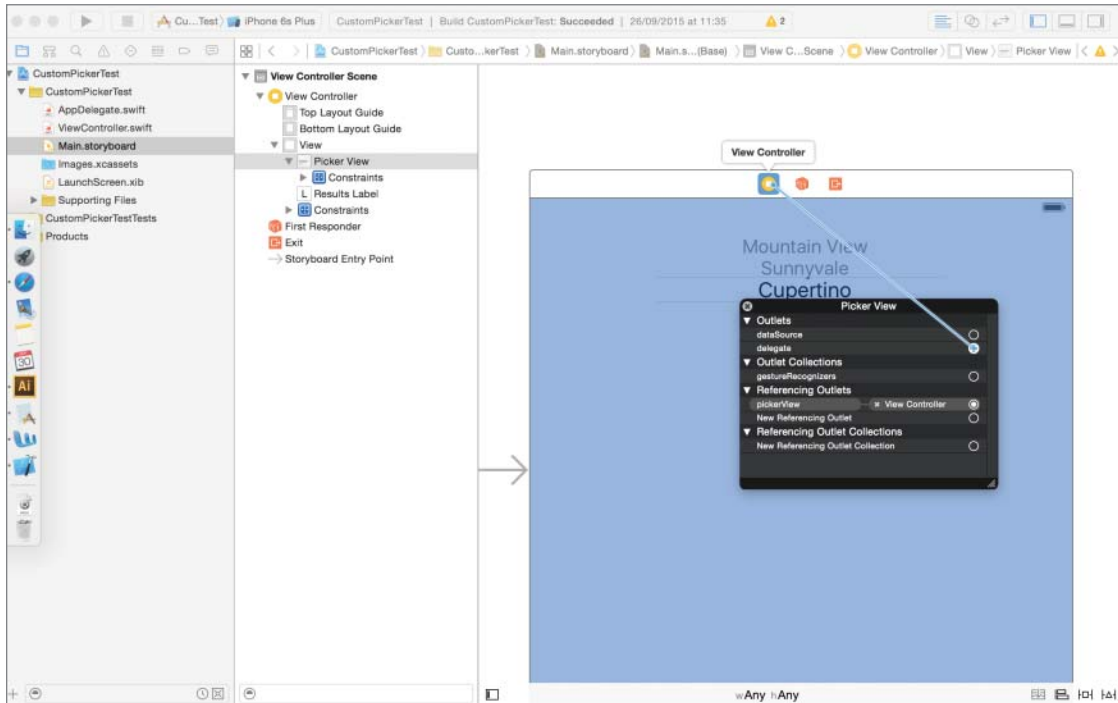 Cu...Test) iPhone 6s Plus CustomPickerTest | Build CustomPickerTest: Succeeded | 26/09/2015 at 11:35 2
CustomPickerTest Custo...kerTest Main.storyboard Main.s...(Base) View C...Scene View Controller View Picker View
CustomPickerTest
CustomPickerTest
AppDelegate.swift
ViewController.swift
Main.storyboard
Images.xcassets
LaunchScreen.xib
Supporting Files
CustomPickerTestTests
Products
30
Ai
View Controller Scene
View Controller
Top Layout Guide
Bottom Layout Guide
View
Picker View
Constraints
L Results Label
Constraints
First Responder
Exit
Storyboard Entry Point
View Controller
Mountain View
Sunnyvale
Cupertino
Picker View
Outlets
dataSource
delegate
Outlet Collections
gestureRecognizers
Referencing Outlets
pickerView × View Controller
New Referencing Outlet
Referencing Outlet Collections
New Referencing Outlet Collection
wAny hAny